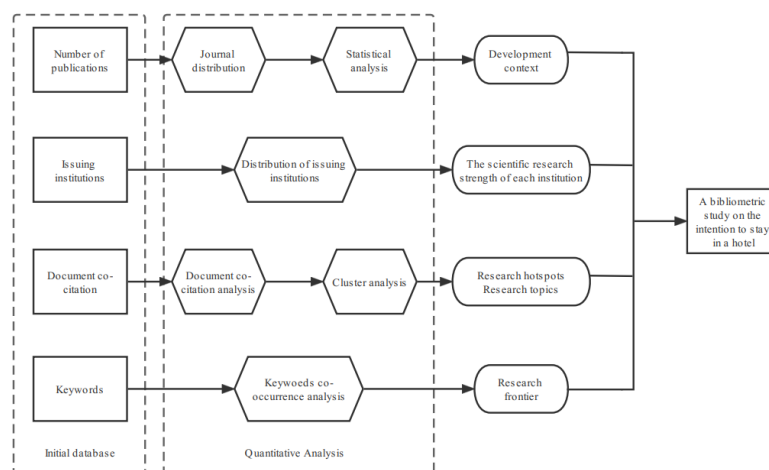 Number of
publications
Journal
distribution
Statistical
analysis
Development
context
Issuing
institutions
Distribution of issuing
institutions
The scientific research
strength of each institution
A bibliometric
study on the
intention to stay
in a hotel
Document co-
citation
Document co-
citation analysis
Cluster analysis
Research hotspots
Research topics
Keywords
Keywoeds co-
occurrence analysis
Research
frontier
Initial database
Quantitative Analysis